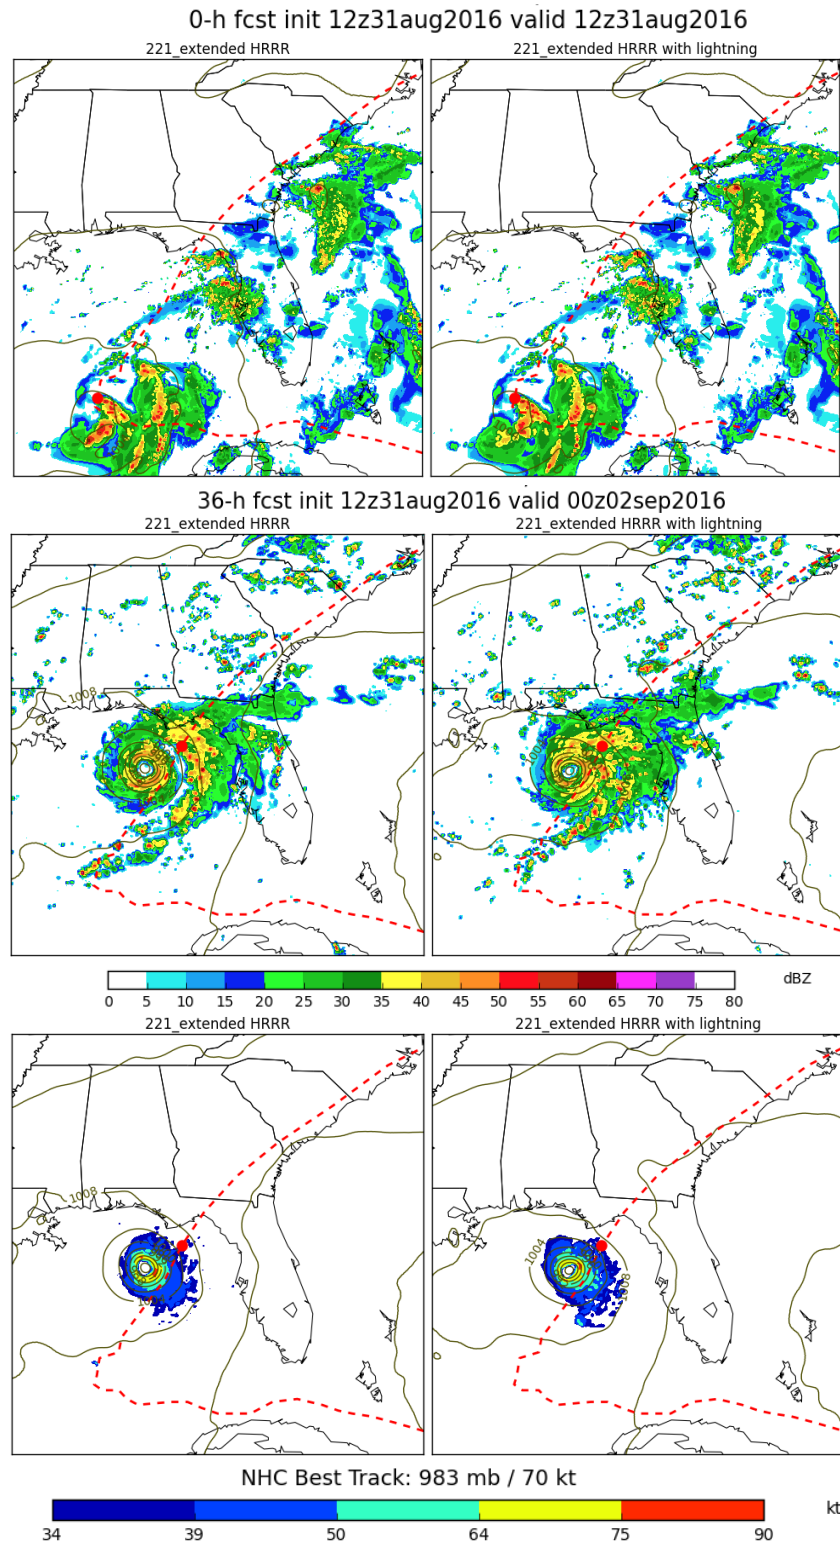 0-h fcst init 12z31aug2016 valid 12z31aug2016
221_extended HRRR
221_extended HRRR with lightning
36-h fcst init 12z31aug2016 valid 00z02sep2016
221_extended HRRR
221_extended HRRR with lightning
1008
0 5 10 15 20 25 30 35 40 45 50 55 60 65 70 75 80 dBZ
221_extended HRRR
221_extended HRRR with lightning
1008
1004
1008
NHC Best Track: 983 mb / 70 kt
34 39 50 64 75 90 kt